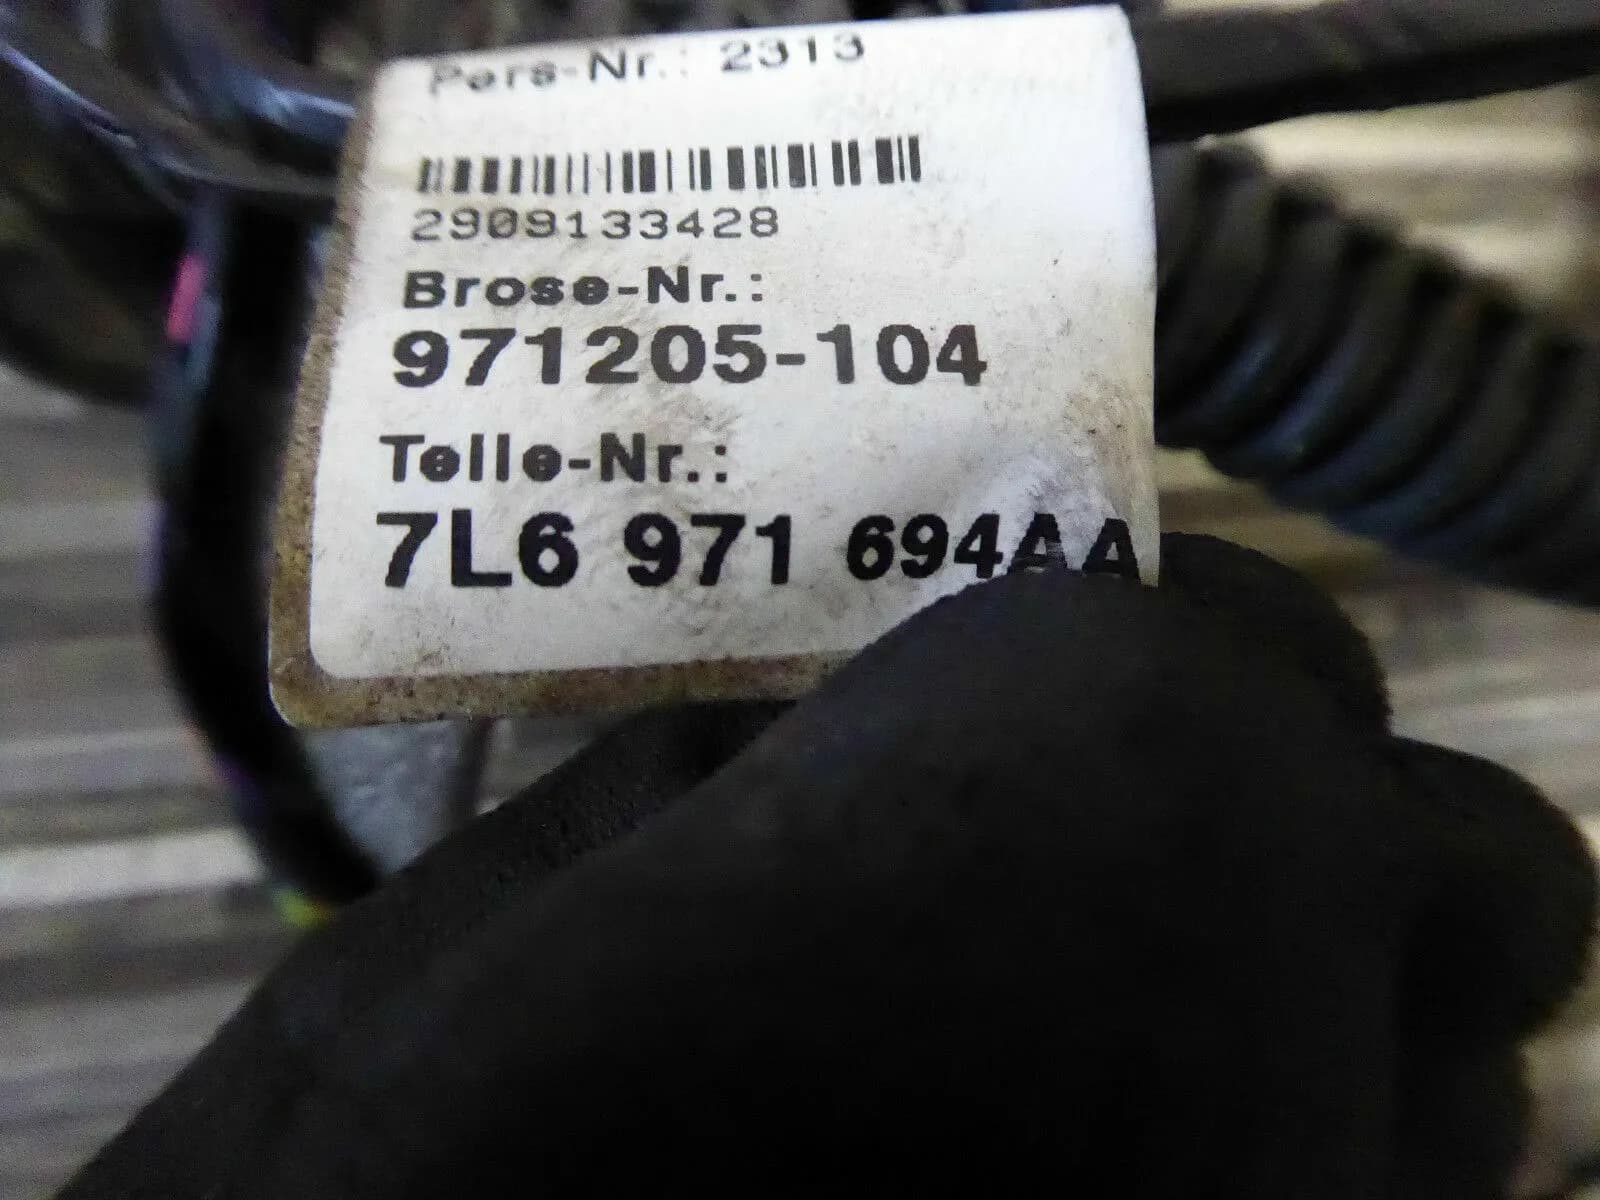 Pers-Nr.: 2313
2909133428
Brose-Nr.:
971205-104
Teile-Nr.:
7L6 971 694AA